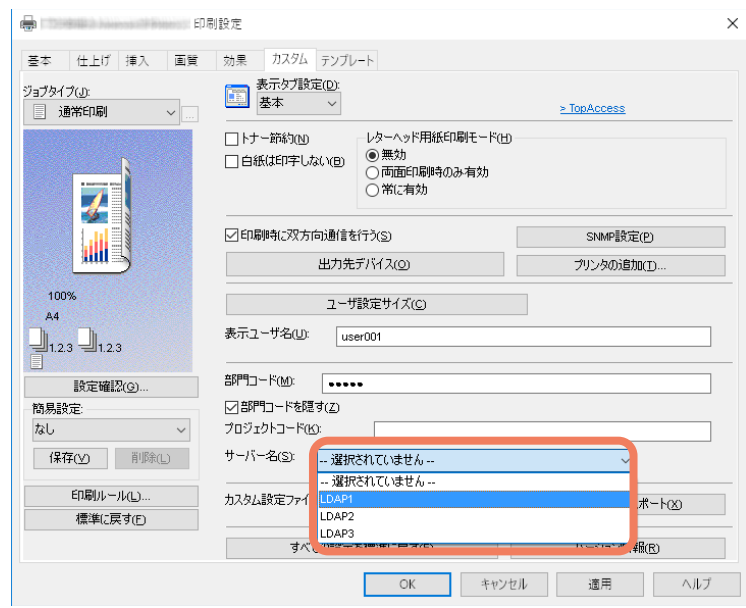 印刷設定
基本 仕上げ 挿入 画質 効果 カスタム テンプレート
ジョブタイプ(J):
通常印刷
...
100%
A4
1.2.3 1.2.3
設定確認(G)...
簡易設定:
なし
保存(V) 削除(L)
印刷ルール(L)...
標準に戻す(F)
表示タブ設定(D):
基本
> TopAccess
トナー節約(N)
白紙は印字しない(B)
レターヘッド用紙印刷モード(H)
無効
両面印刷時のみ有効
常に有効
印刷時に双方向通信を行う(S)
SNMP設定(P)
出力先デバイス(O)
プリンタの追加(T)...
ユーザ設定サイズ(C)
表示ユーザ名(U):
user001
部門コード(M):
●●●●●
部門コードを隠す(Z)
プロジェクトコード(K):
サーバー名(S):
-- 選択されていません --
-- 選択されていません --
LDAP1
LDAP2
LDAP3
カスタム設定ファイ
ポート(X)
すべ
(R)
OK キャンセル 適用 ヘルプ